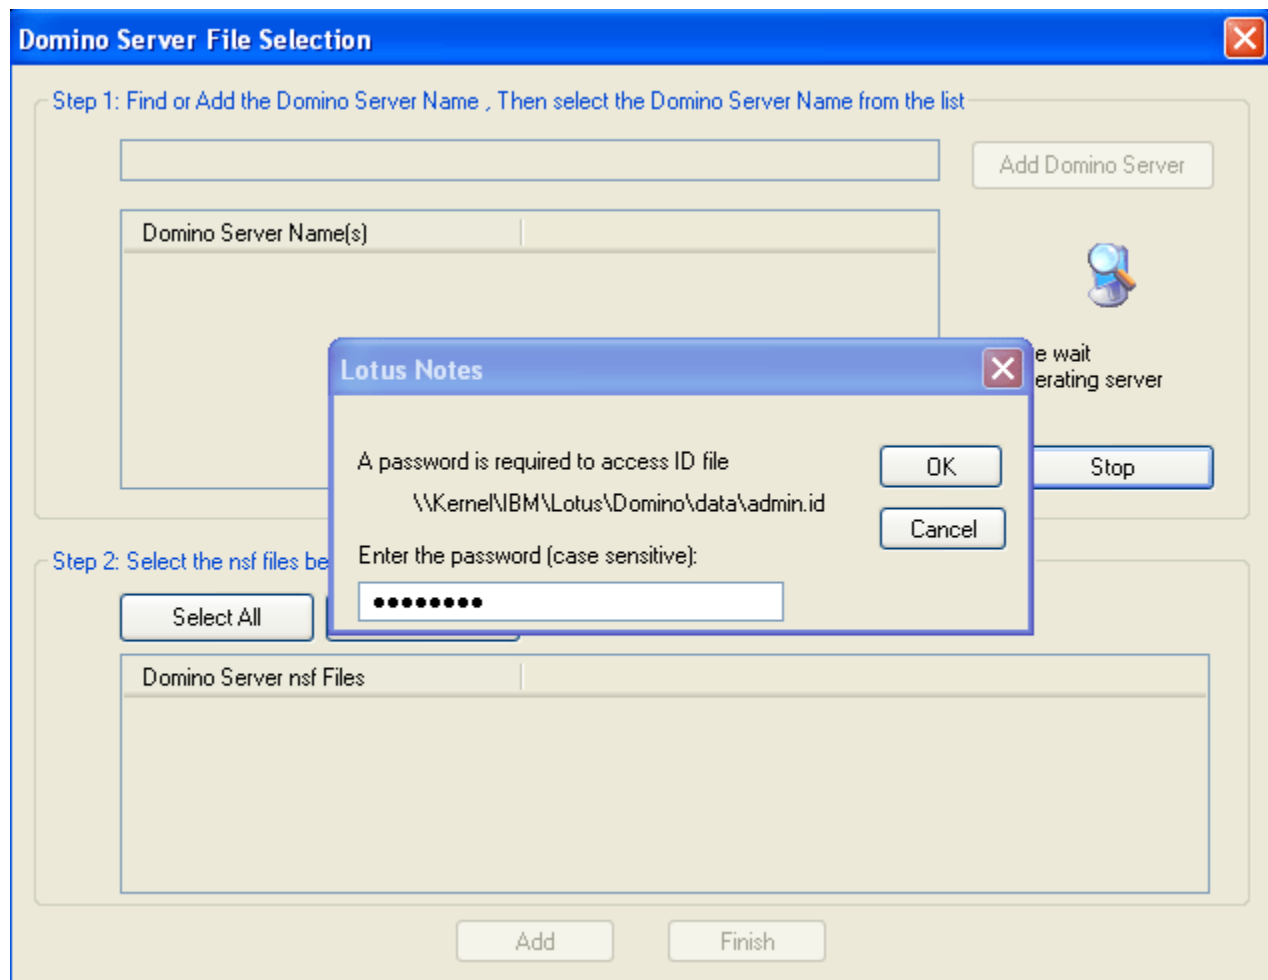 Domino Server File Selection
Step 1: Find or Add the Domino Server Name , Then select the Domino Server Name from the list
Add Domino Server
Domino Server Name(s)
wait
server
Stop
Lotus Notes
A password is required to access ID file
OK
\\Kernel\IBM\Lotus\Domino\data\admin.id
Cancel
Enter the password (case sensitive):
••••••••
Step 2: Select the nsf files
Select All
Domino Server nsf Files
Add
Finish